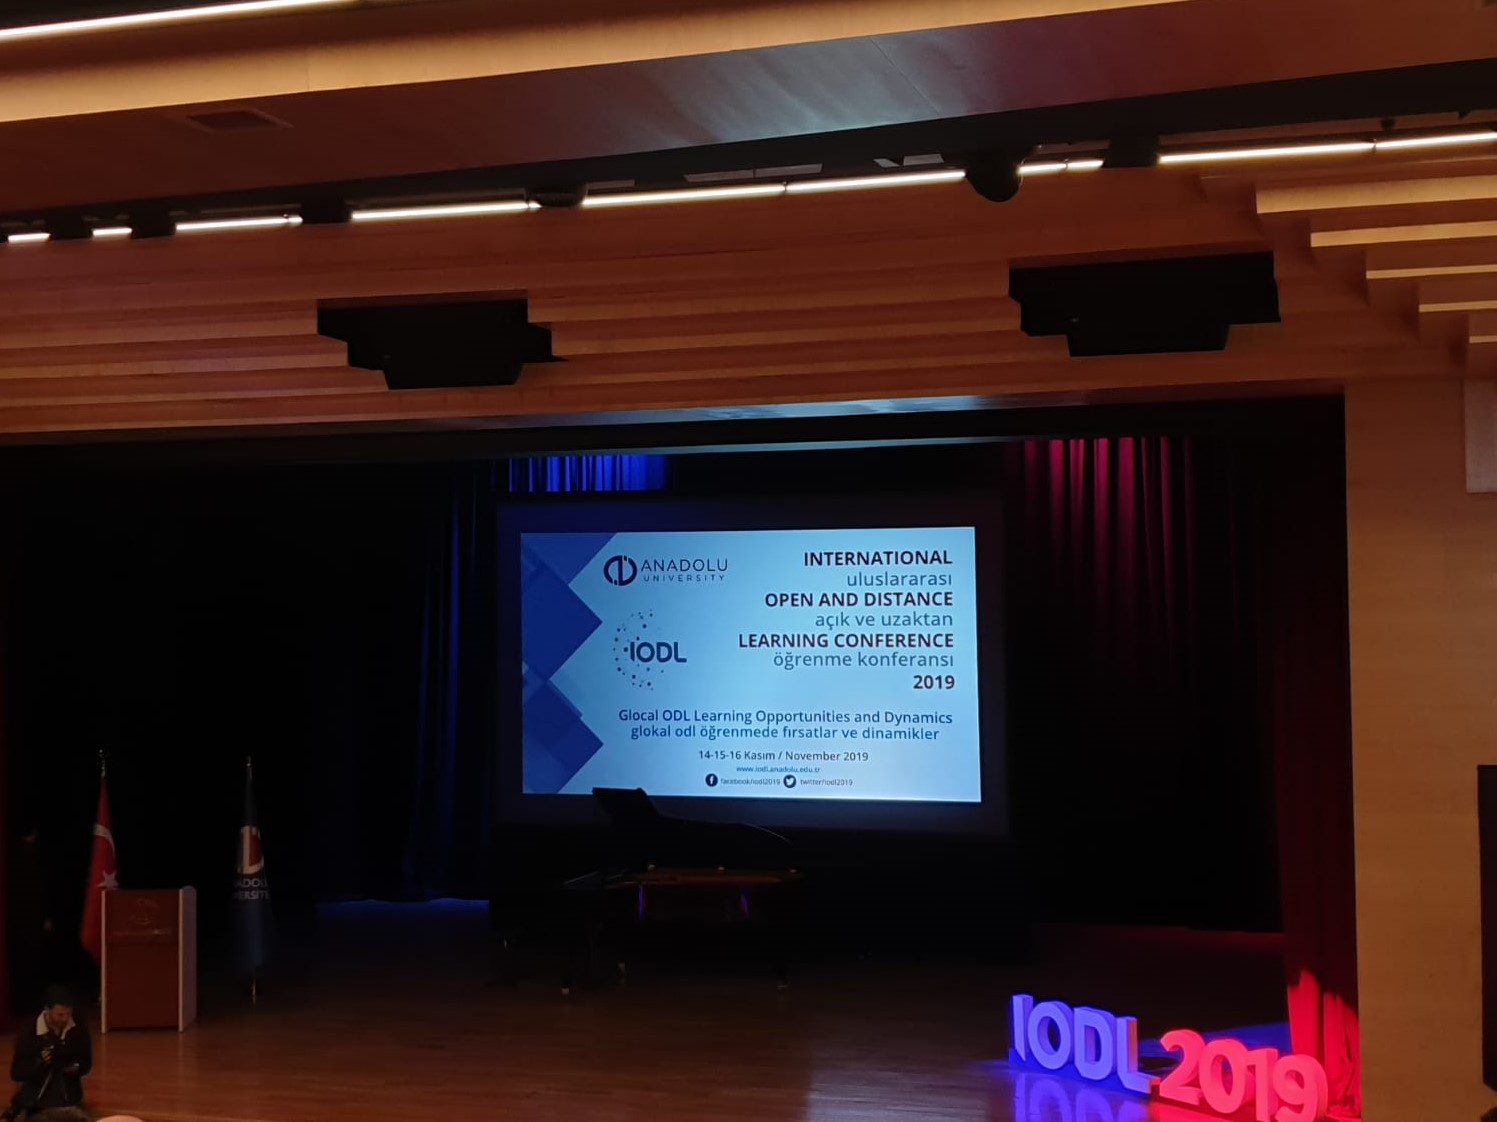 ANADOLU
UNIVERSITY
IODL
INTERNATIONAL
uluslararası
OPEN AND DISTANCE
açık ve uzaktan
LEARNING CONFERENCE
öğrenme konferansı
2019
Glocal ODL Learning Opportunities and Dynamics
glokal odl öğrenmede fırsatlar ve dinamikler
14-15-16 Kasım / November 2019
www.iodl.anadolu.edu.tr
facebook/iodl2019 twitter/iodl2019
IODL 2019